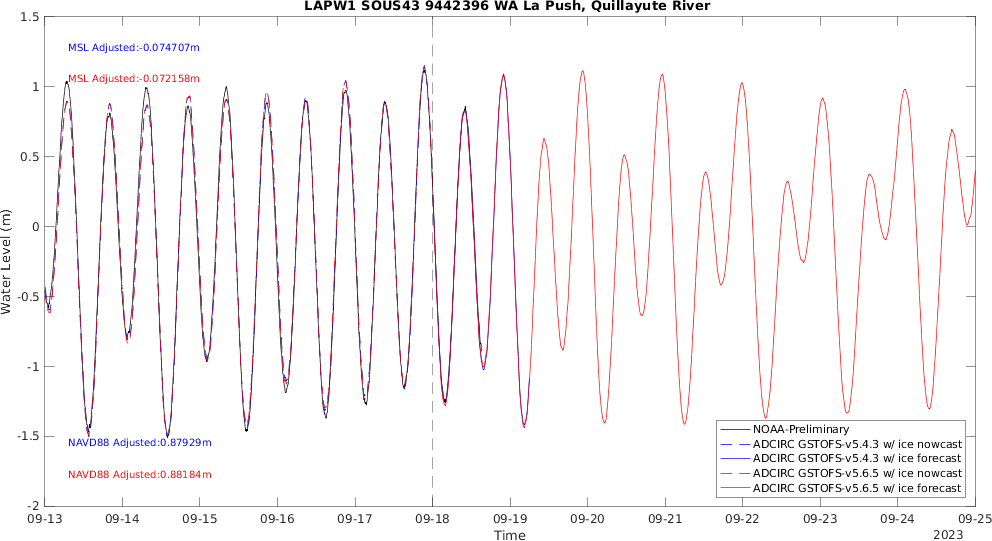 LAPW1 SOUS43 9442396 WA La Push, Quillayute River
1.5
1
0.5
0
-0.5
-1
-1.5
-2
Water Level (m)
MSL Adjusted:-0.074707m
MSL Adjusted:-0.072158m
NAVD88 Adjusted:0.87929m
NAVD88 Adjusted:0.88184m
NOAA-Preliminary
ADCIRC GSTOFS-v5.4.3 w/ ice nowcast
ADCIRC GSTOFS-v5.4.3 w/ ice forecast
ADCIRC GSTOFS-v5.6.5 w/ ice nowcast
ADCIRC GSTOFS-v5.6.5 w/ ice forecast
09-13 09-14 09-15 09-16 09-17 09-18 09-19 09-20 09-21 09-22 09-23 09-24 09-25
Time
2023